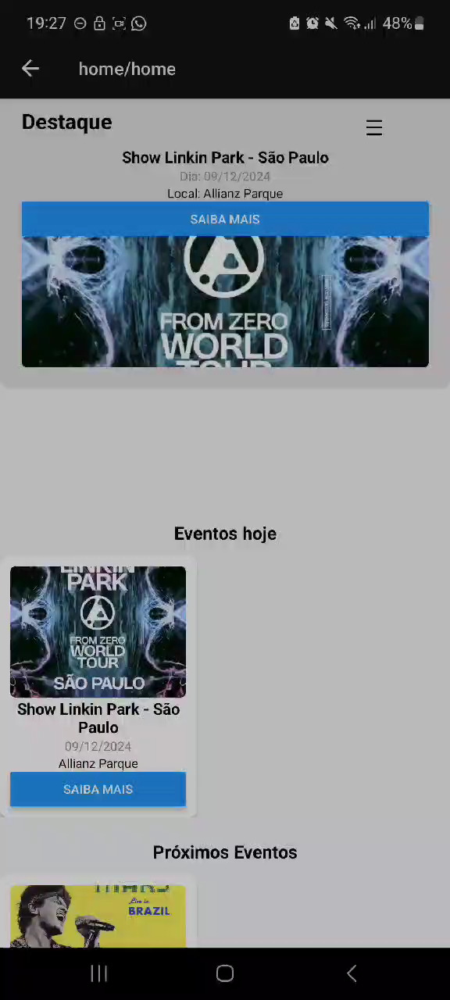 19:27
48%
home/home
Destaque
Show Linkin Park - São Paulo
Dia: 09/12/2024
Local: Allianz Parque
SAIBA MAIS
FROM ZERO
WORLD
TOUR
Eventos hoje
LINKIN
PARK
FROM ZERO
WORLD
TOUR
SÃO PAULO
Show Linkin Park - São
Paulo
09/12/2024
Allianz Parque
SAIBA MAIS
Próximos Eventos
MARS
Live in
BRAZIL